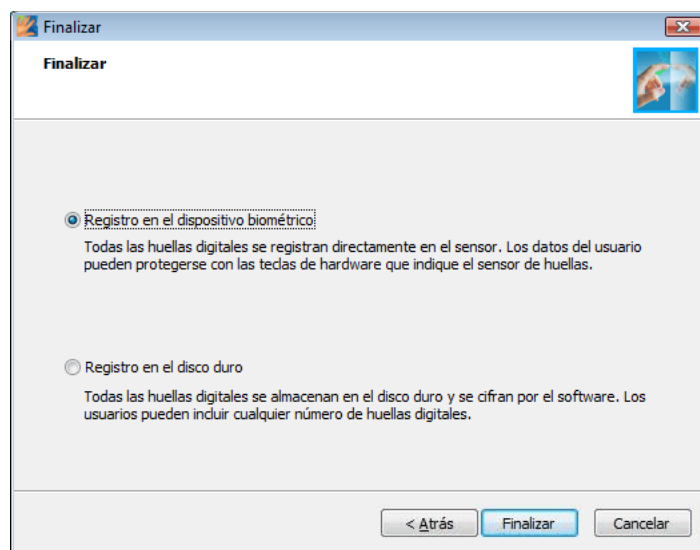 Finalizar
Finalizar
Registro en el dispositivo biométrico
Todas las huellas digitales se registran directamente en el sensor. Los datos del usuario
pueden protegerse con las teclas de hardware que indique el sensor de huellas.
Registro en el disco duro
Todas las huellas digitales se almacenan en el disco duro y se cifran por el software. Los
usuarios pueden incluir cualquier número de huellas digitales.
< Atrás Finalizar Cancelar